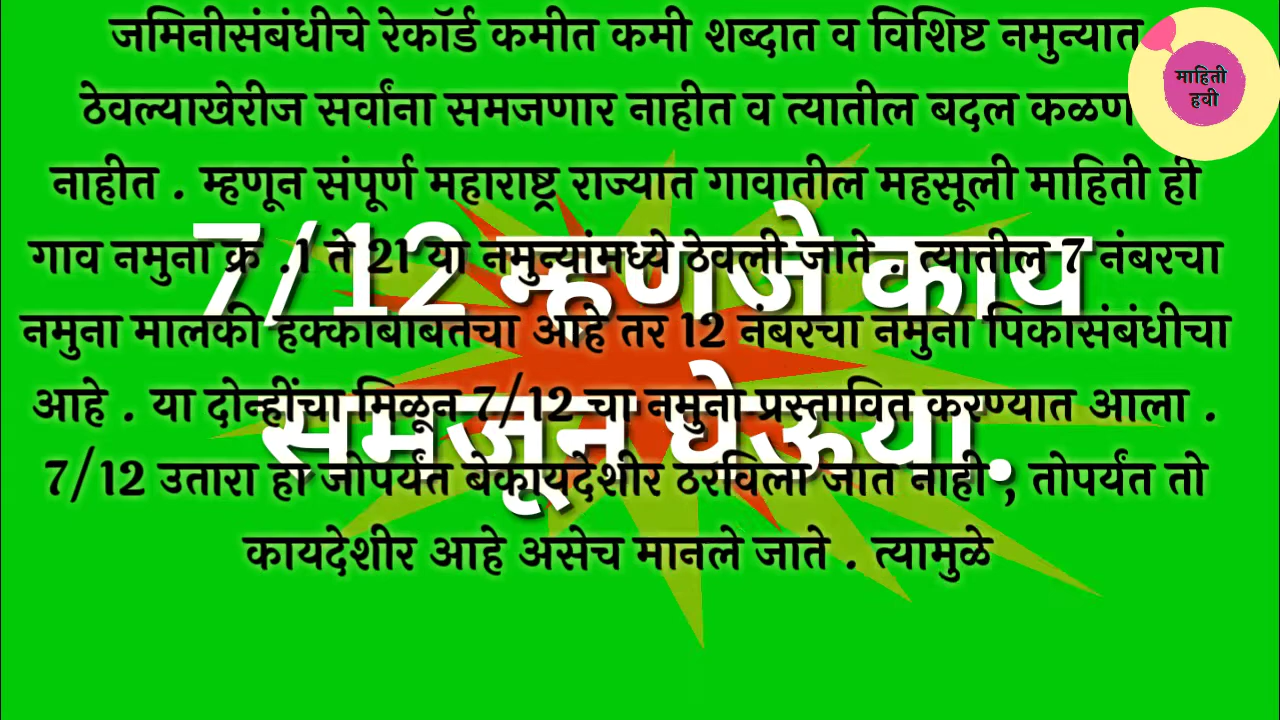 जमिनीसंबंधीचे रेकॉर्ड कमीत कमी शब्दात व विशिष्ट नमुन्यात
ठेवल्याखेरीज सर्वांना समजणार नाहीत व त्यातील बदल कळण
नाहीत . म्हणून संपूर्ण महाराष्ट्र राज्यात गावातील महसूली माहिती ही
गाव नमुना क्र .1 ते 21 या नमुन्यांमध्ये ठेवली जाते . त्यातील 7 नंबरचा
नमुना मालकी हक्काबाबतचा आहे तर 12 नंबरचा नमुना पिकासंबंधीचा
आहे . या दोन्हींचा मिळून 7/12 चा नमुना प्रस्तावित करण्यात आला .
7/12 उतारा हा जोपर्यंत बेकायदेशीर ठरविला जात नाही , तोपर्यंत तो
कायदेशीर आहे असेच मानले जाते . त्यामुळे
7/12 म्हणजे काय
समजून घेऊया.
माहिती
हवी